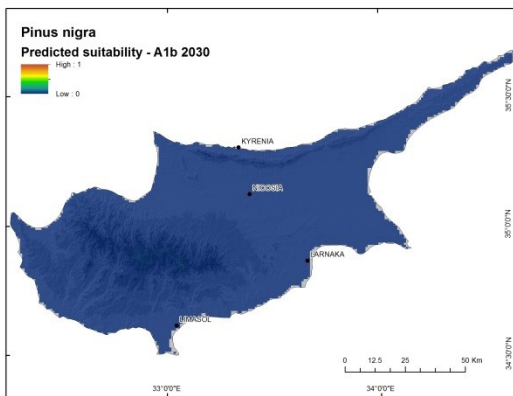 Pinus nigra
Predicted suitability - A1b 2030
High : 1
Low : 0
KYRENIA
NICOSIA
LARNAKA
LIMASOL
35°30'0"N
35°0'0"N
34°30'0"N
0 12.5 25 50 Km
33°0'0"E
34°0'0"E